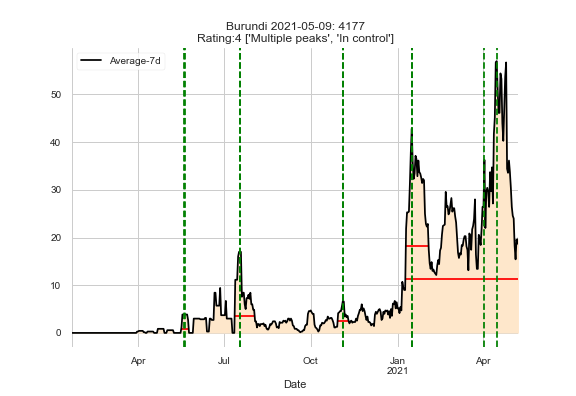 Burundi 2021-05-09: 4177
Rating:4 ['Multiple peaks', 'In control']
Average-7d
50
40
30
20
10
0
Apr
Jul
Oct
Jan
2021
Apr
Date